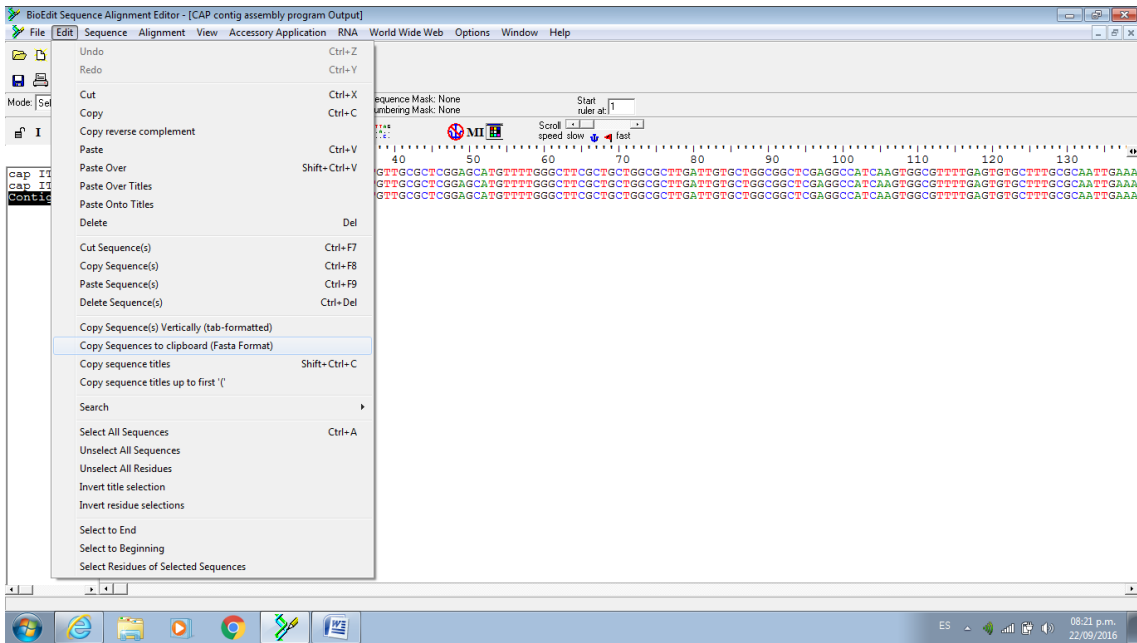 BioEdit Sequence Alignment Editor - [CAP contig assembly program Output]
File Edit Sequence Alignment View Accessory Application RNA World Wide Web Options Window Help
Undo Ctrl+Z
Redo Ctrl+Y
Mode: Sel
Cut Ctrl+X
Copy Ctrl+C
Copy reverse complement
Paste Ctrl+V
Paste Over Shift+Ctrl+V
Paste Over Titles
Paste Onto Titles
Delete Del
Cut Sequence(s) Ctrl+F7
Copy Sequence(s) Ctrl+F8
Paste Sequence(s) Ctrl+F9
Delete Sequence(s) Ctrl+Del
Copy Sequence(s) Vertically (tab-formatted)
Copy Sequences to clipboard (Fasta Format)
Copy sequence titles Shift+Ctrl+C
Copy sequence titles up to first '('
Search
Select All Sequences Ctrl+A
Unselect All Sequences
Unselect All Residues
Invert title selection
Invert residue selections
Select to End
Select to Beginning
Select Residues of Selected Sequences
equence Mask: None
umbering Mask: None
Start
ruler at: 1
I
MI
Scroll
speed slow fast
40 50 60 70 80 90 100 110 120 130
cap IT
cap IT
Contig
GTTGCGCTCGGAGCATGTTTTGGGCTTCGCTGCTGGCGCTTGATTGTGCTGGCGGCTCGAGGCCATCAAGTGGCGTTTTGAGTGTGCTTTGCGCAATTGAAA
GTTGCGCTCGGAGCATGTTTTGGGCTTCGCTGCTGGCGCTTGATTGTGCTGGCGGCTCGAGGCCATCAAGTGGCGTTTTGAGTGTGCTTTGCGCAATTGAAA
GTTGCGCTCGGAGCATGTTTTGGGCTTCGCTGCTGGCGCTTGATTGTGCTGGCGGCTCGAGGCCATCAAGTGGCGTTTTGAGTGTGCTTTGCGCAATTGAAA
ES
08:21 p.m.
22/09/2016